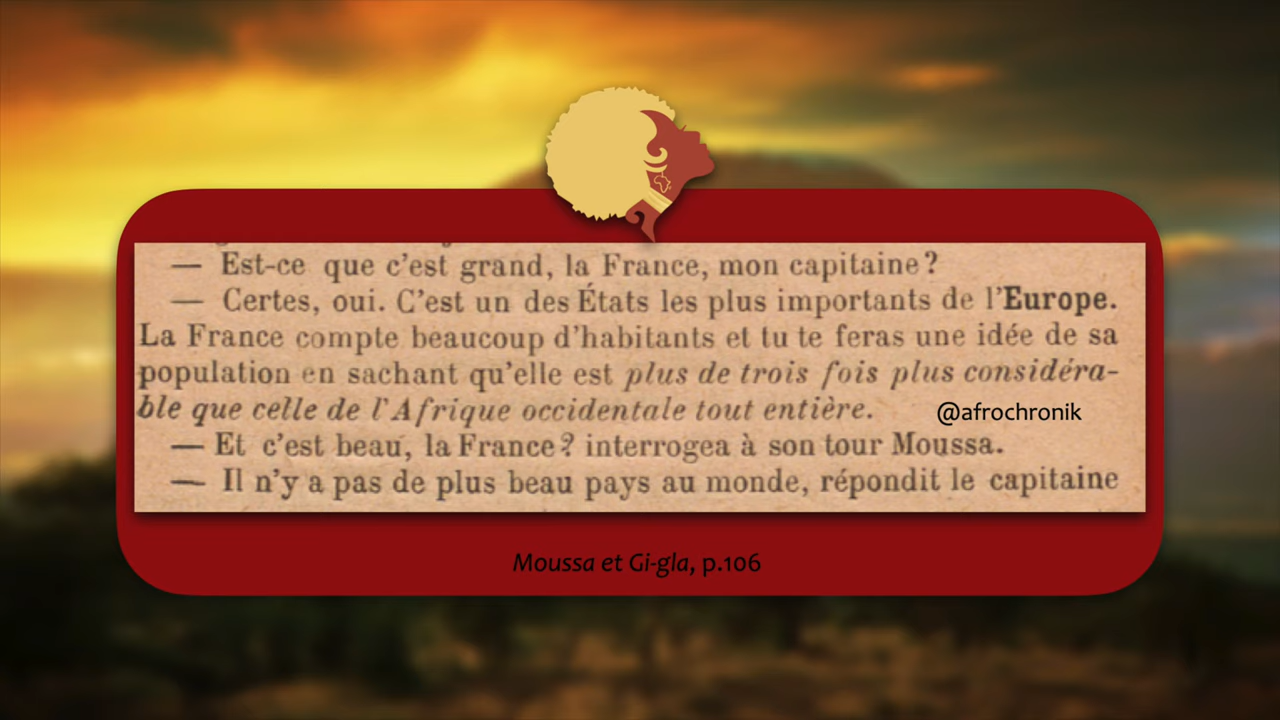 — Est-ce que c'est grand, la France, mon capitaine?
— Certes, oui. C'est un des États les plus importants de l'Europe.
La France compte beaucoup d'habitants et tu te feras une idée de sa
population en sachant qu'elle est plus de trois fois plus considéra-
ble que celle de l'Afrique occidentale tout entière.
@afrochronik
— Et c'est beau, la France? interrogea à son tour Moussa.
— Il n'y a pas de plus beau pays au monde, répondit le capitaine
Moussa et Gi-gla, p.106